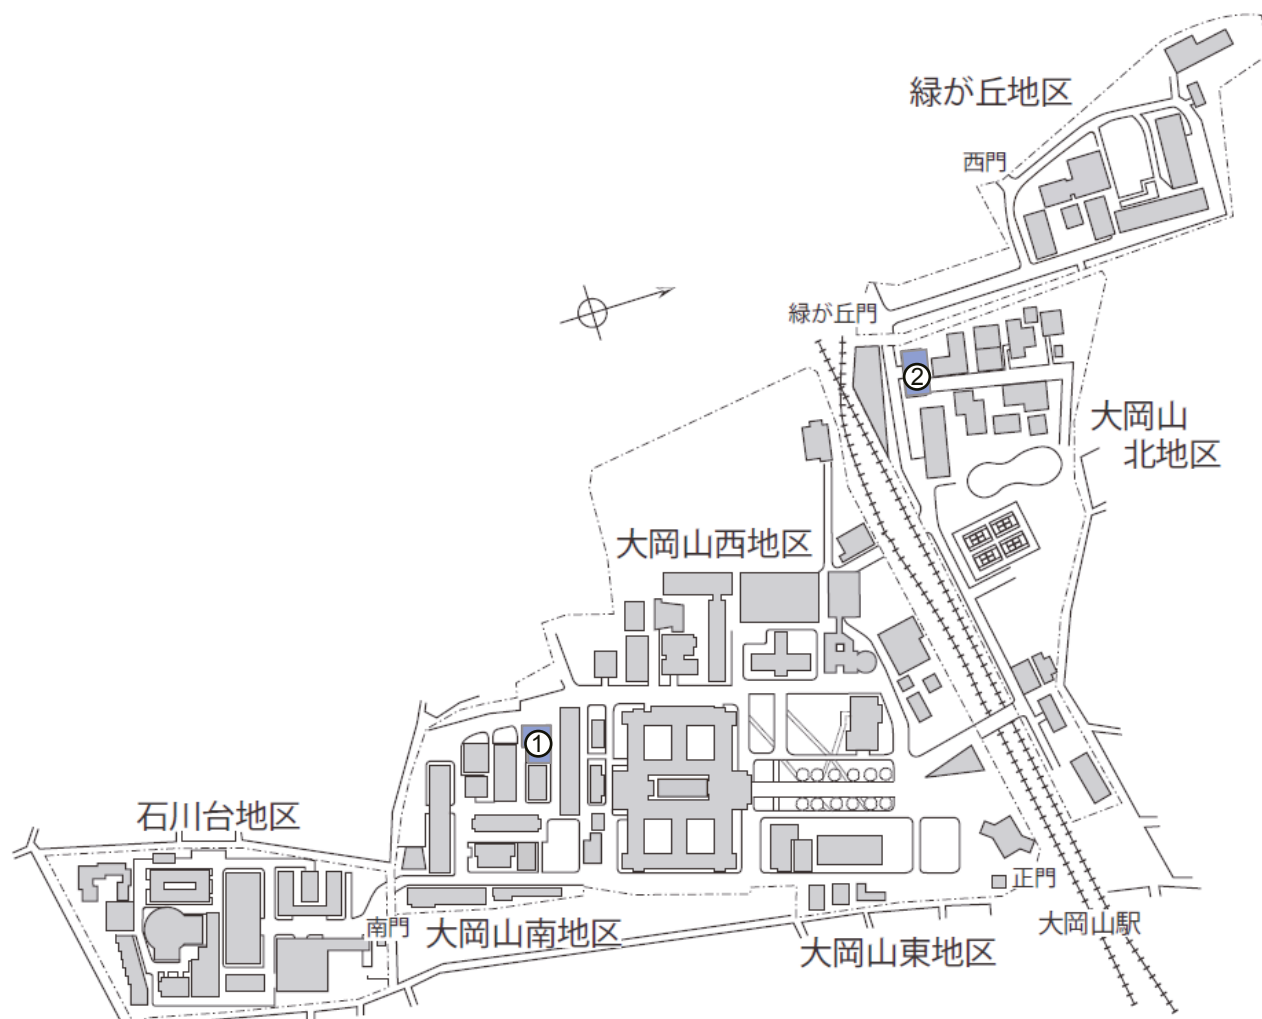 緑が丘地区
西門
緑が丘門
②
大岡山
北地区
大岡山西地区
①
石川台地区
正門
南門
大岡山南地区
大岡山駅
大岡山東地区